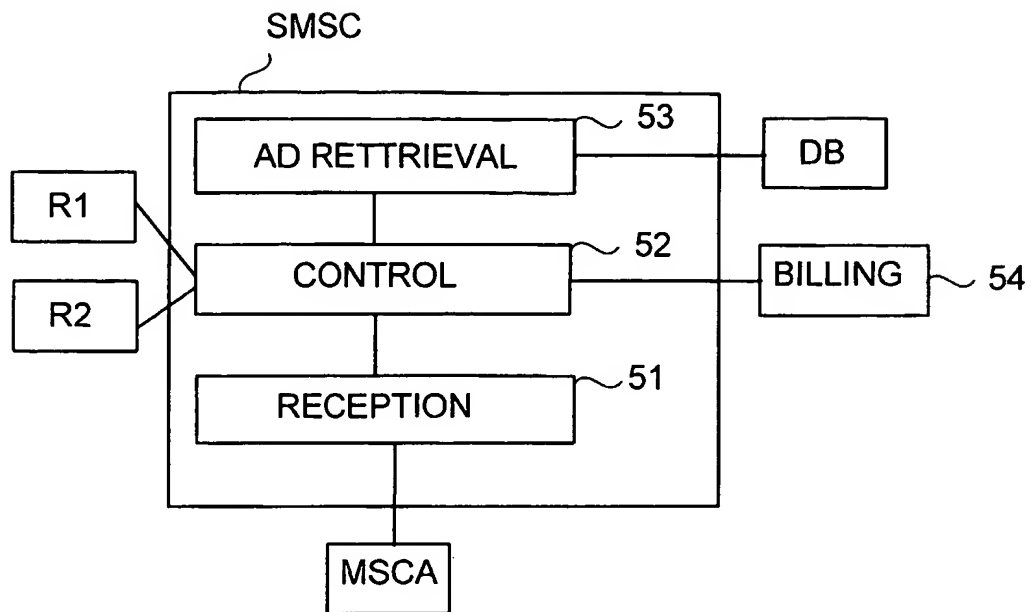 SMSC
53
AD RETTRIEVAL
DB
R1
52
CONTROL
BILLING
54
R2
51
RECEPTION
MSCA